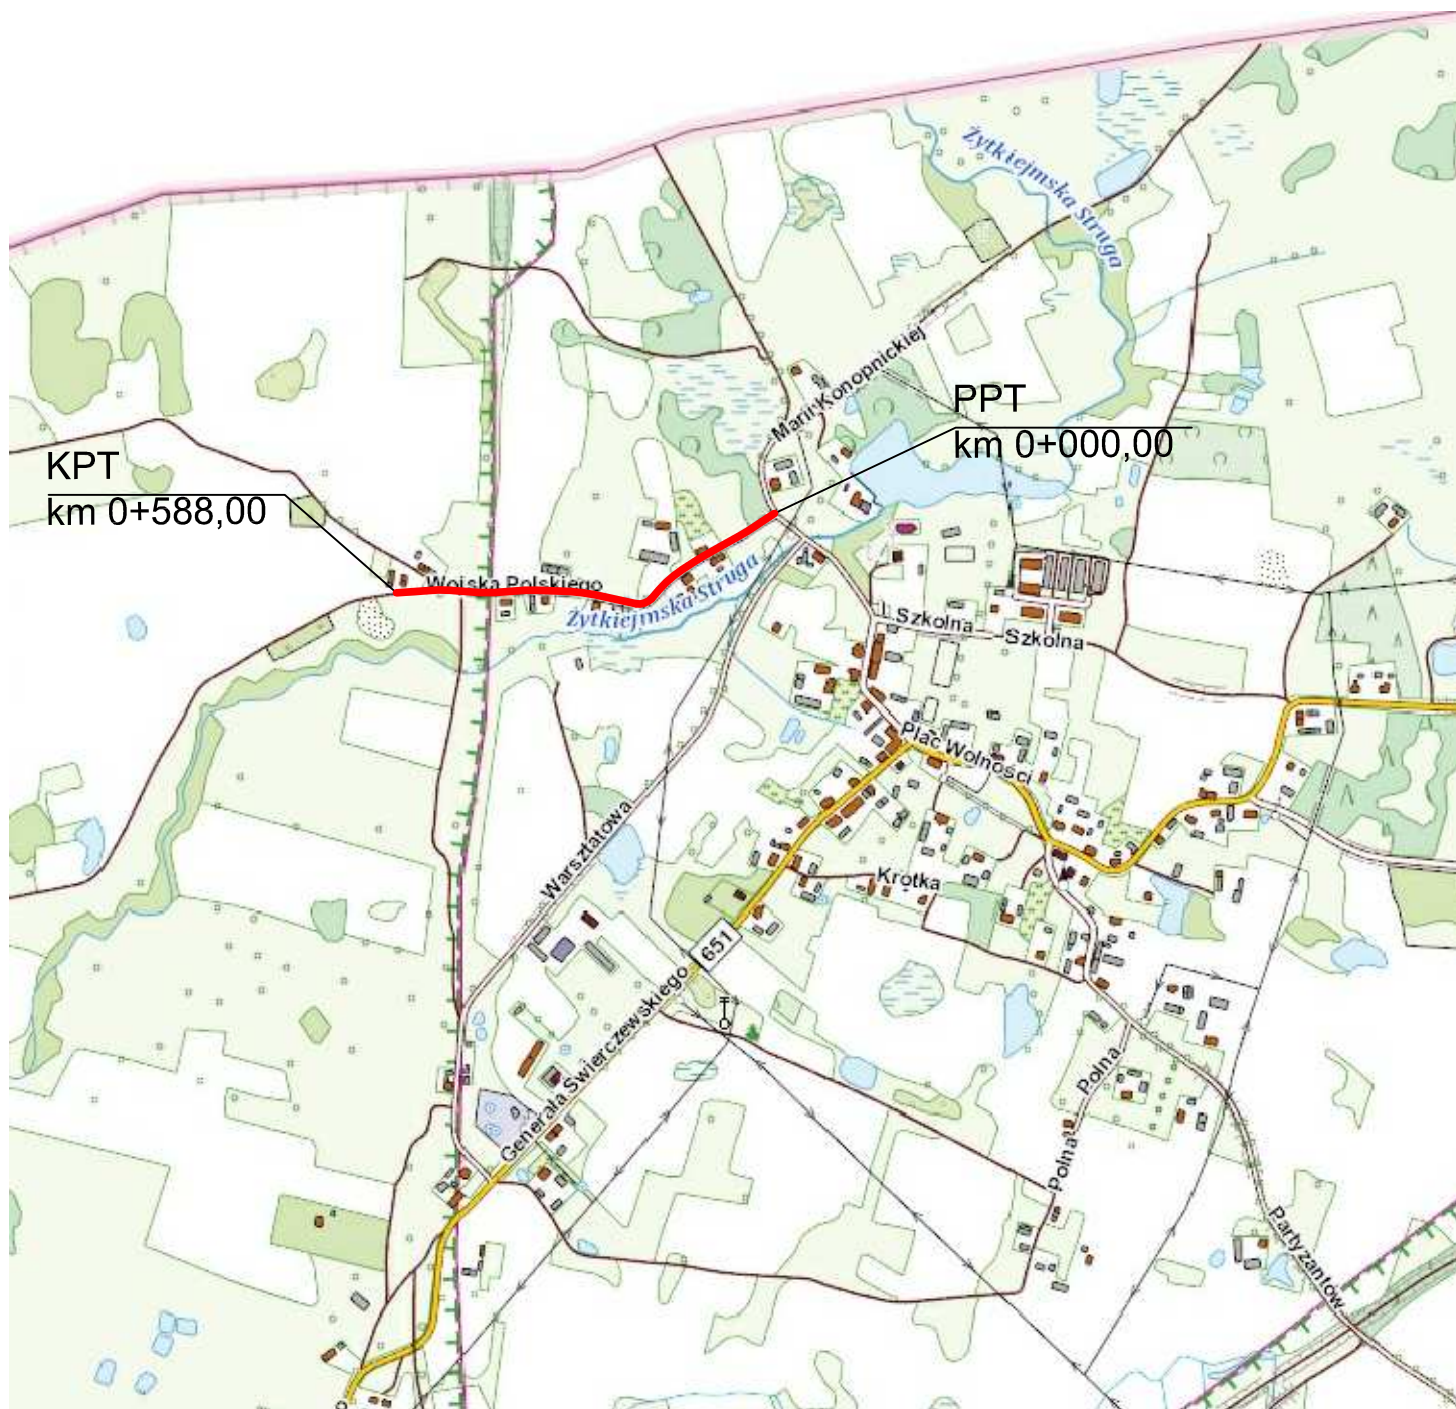 Żytkiejmska Struga
Marii Konopnickiej
PPT
km 0+000,00
KPT
km 0+588,00
Wojska Polskiego
Żytkiejmska Struga
Szkolna
Szkolna
Plac Wolności
Warsztatowa
Krótka
651
Generała Świerczewskiego
Polna
Polna
Partyzantów